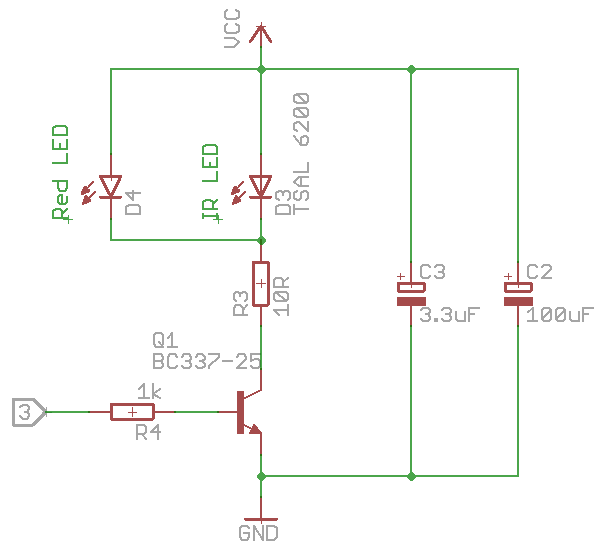 VCC
Red LED
D4
IR LED
D3
TSAL 6200
R3
10R
C3
3.3uF
C2
100uF
Q1
BC337-25
3
1k
R4
GND